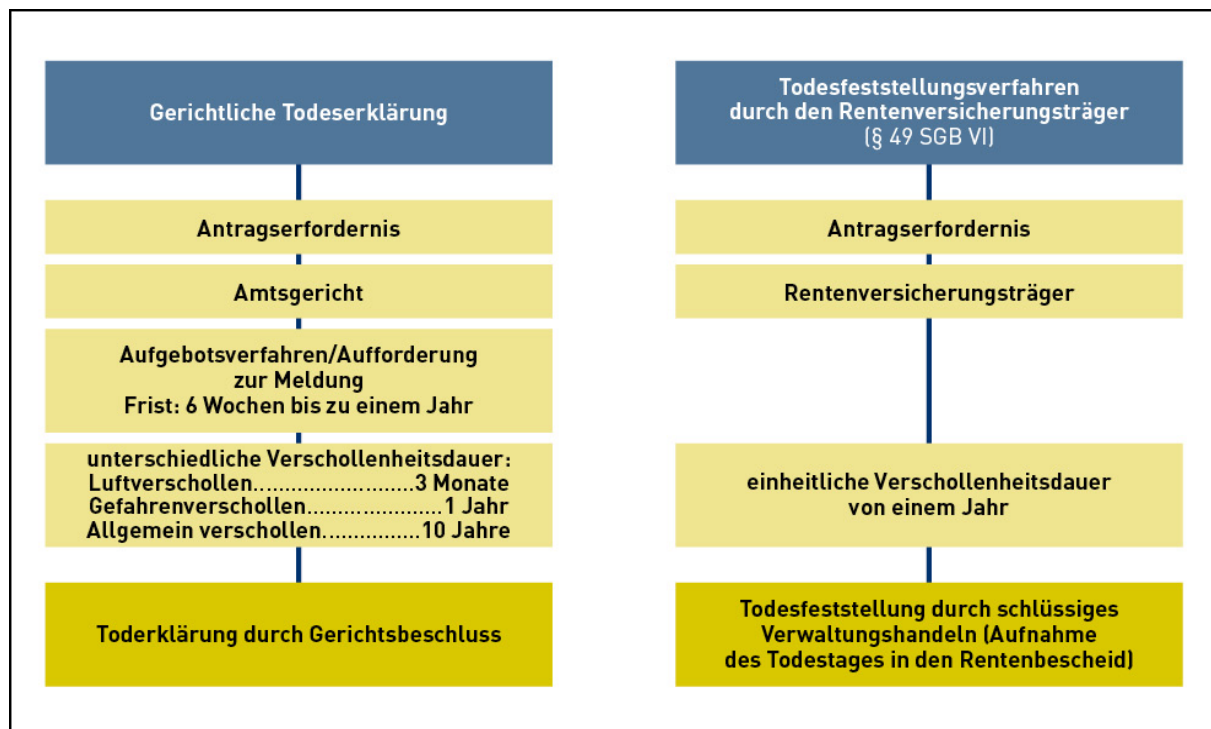 Gerichtliche Todeserklärung
Antragserfordernis
Amtsgericht
Aufgebotsverfahren/Aufforderung
zur Meldung
Frist: 6 Wochen bis zu einem Jahr
unterschiedliche Verschollenheitsdauer:
Luftverschollen...........................3 Monate
Gefahrenverschollen.......................1 Jahr
Allgemein verschollen................10 Jahre
Toderklärung durch Gerichtsbeschluss
Todesfeststellungsverfahren
durch den Rentenversicherungsträger
(§ 49 SGB VI)
Antragserfordernis
Rentenversicherungsträger
einheitliche Verschollenheitsdauer
von einem Jahr
Todesfeststellung durch schlüssiges
Verwaltungshandeln (Aufnahme
des Todestages in den Rentenbescheid)